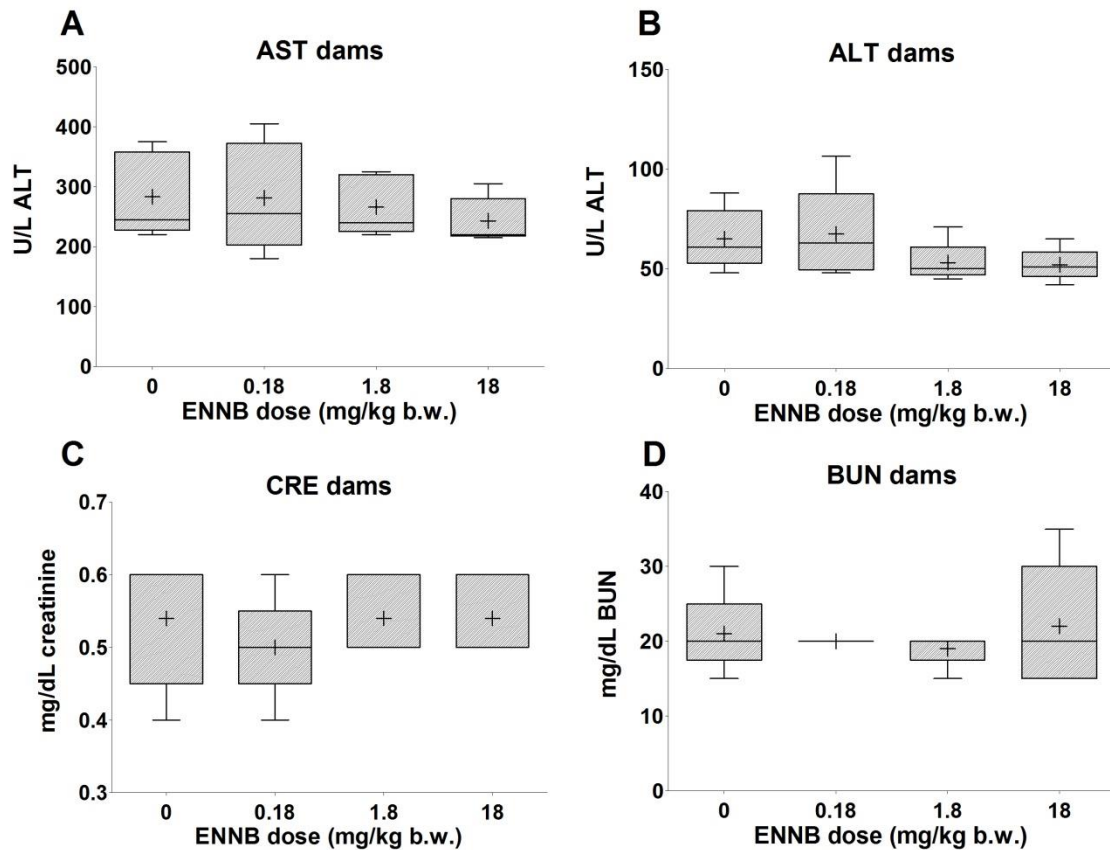 A
AST dams
U/L ALT
500
400
300
200
100
0
0 0.18 1.8 18
ENNB dose (mg/kg b.w.)
B
ALT dams
U/L ALT
150
100
50
0
0 0.18 1.8 18
ENNB dose (mg/kg b.w.)
C
CRE dams
mg/dL creatinine
0.7
0.6
0.5
0.4
0.3
0 0.18 1.8 18
ENNB dose (mg/kg b.w.)
D
BUN dams
mg/dL BUN
40
30
20
10
0
0 0.18 1.8 18
ENNB dose (mg/kg b.w.)